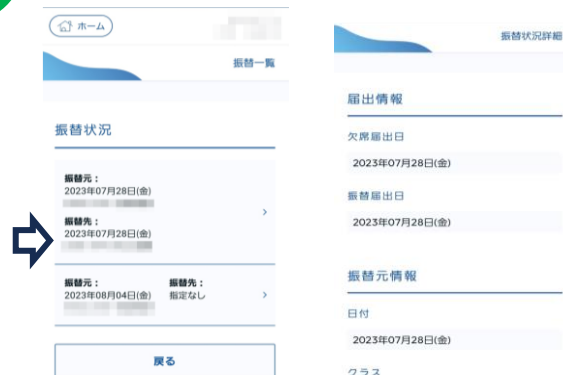 ホーム
振替一覧
振替状況
振替元：
2023年07月28日(金)
振替先：
2023年07月28日(金)
振替元：
2023年08月04日(金)
振替先：
指定なし
戻る
振替状況詳細
届出情報
欠席届出日
2023年07月28日(金)
振替届出日
2023年07月28日(金)
振替元情報
日付
2023年07月28日(金)
クラス